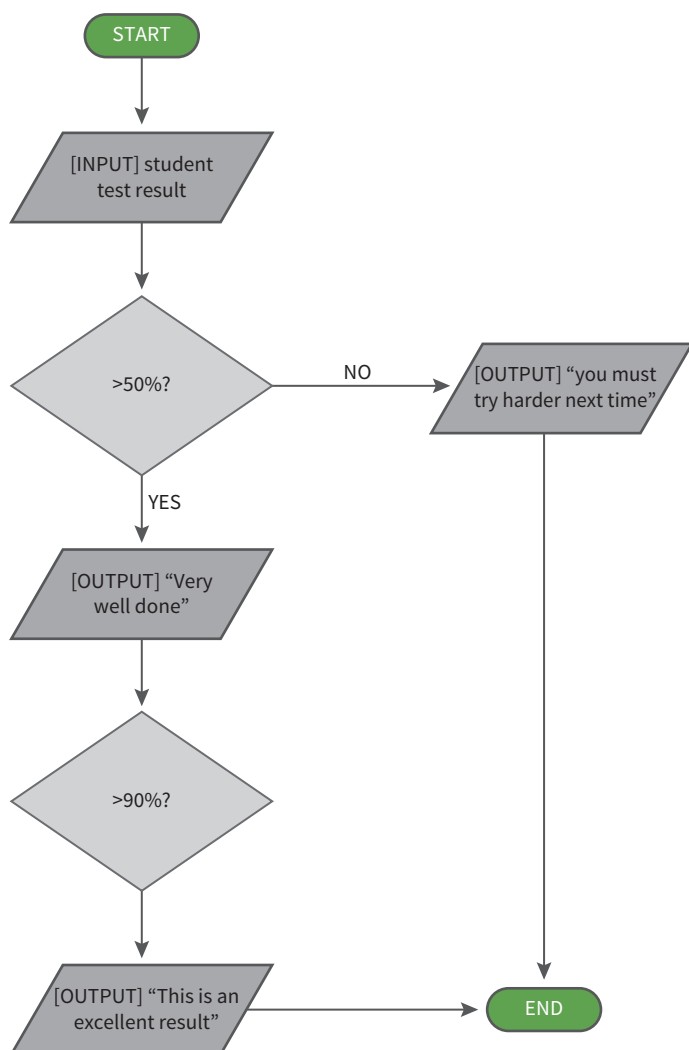 START
[INPUT] student
test result
>50%?
NO
[OUTPUT] “you must
try harder next time”
YES
[OUTPUT] “Very
well done”
>90%?
[OUTPUT] “This is an
excellent result”
END